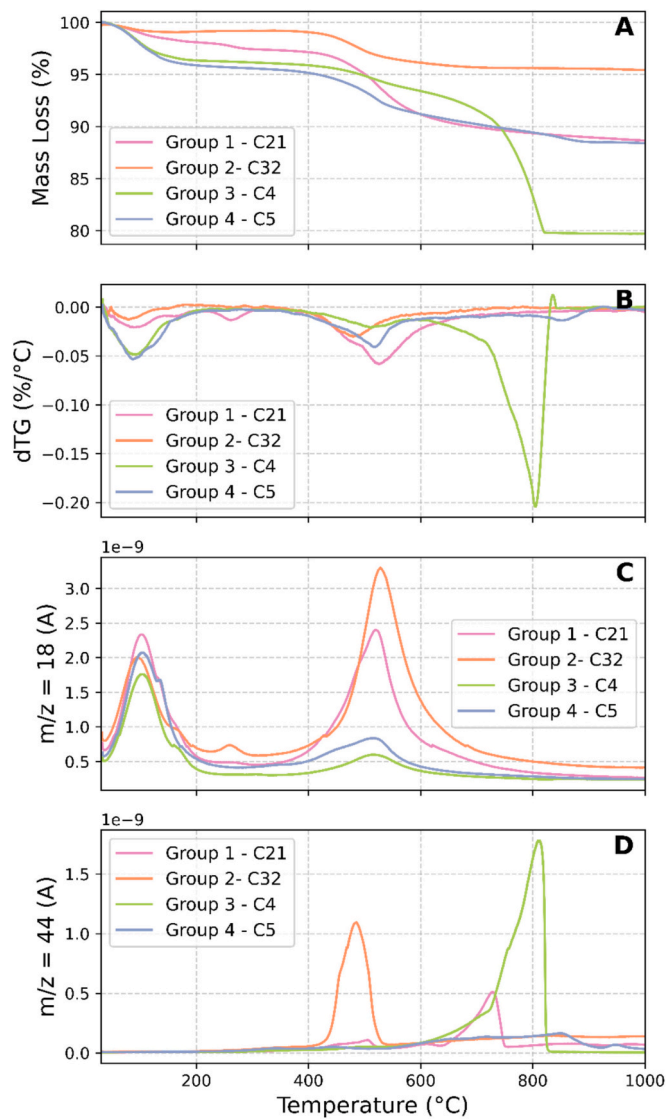 A
100
95
90
85
80
Mass Loss (%)
Group 1 - C21
Group 2- C32
Group 3 - C4
Group 4 - C5
B
0.00
−0.05
−0.10
−0.15
−0.20
dTG (%/°C)
Group 1 - C21
Group 2- C32
Group 3 - C4
Group 4 - C5
1e−9
C
3.0
2.5
2.0
1.5
1.0
0.5
m/z = 18 (A)
Group 1 - C21
Group 2- C32
Group 3 - C4
Group 4 - C5
1e−9
D
1.5
1.0
0.5
0.0
m/z = 44 (A)
Group 1 - C21
Group 2- C32
Group 3 - C4
Group 4 - C5
200 400 600 800 1000
Temperature (°C)